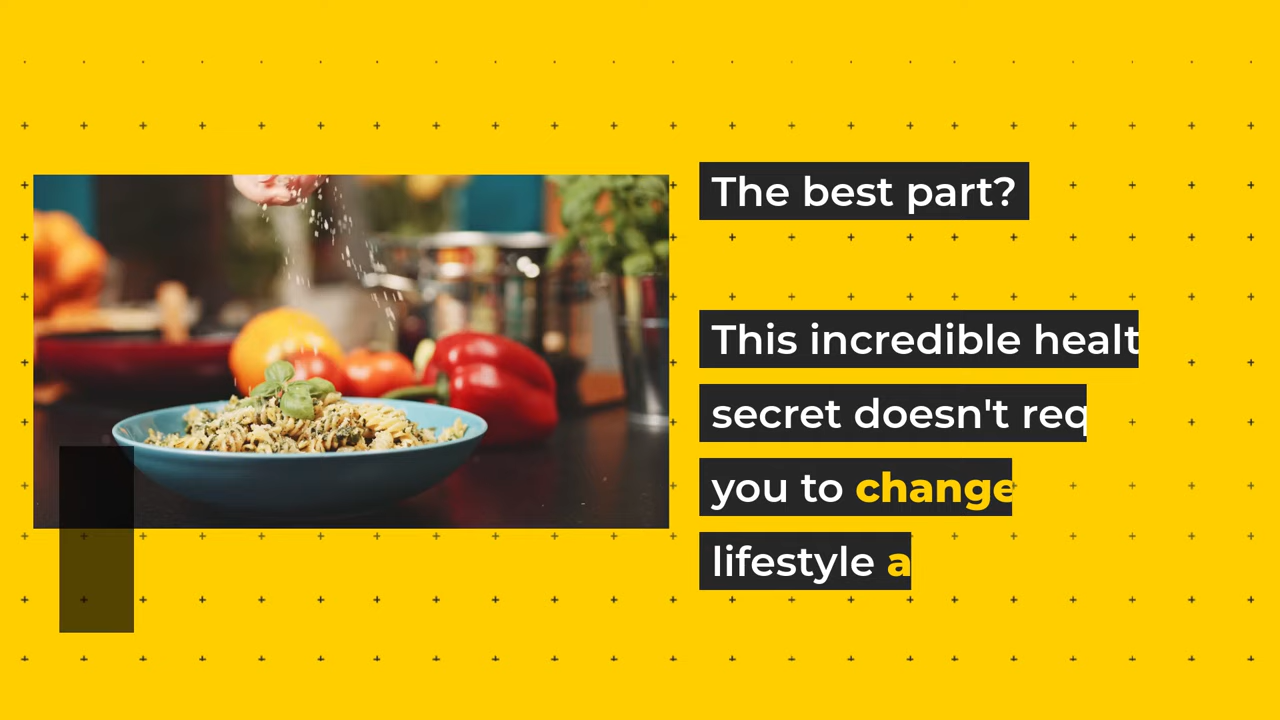 The best part?
This incredible healt
secret doesn't req
you to change
lifestyle a